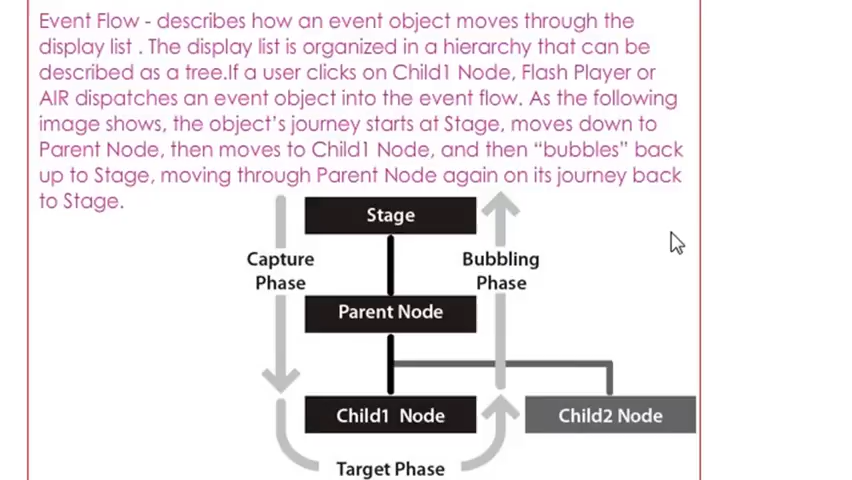 Event Flow - describes how an event object moves through the
display list . The display list is organized in a hierarchy that can be
described as a tree.If a user clicks on Child1 Node, Flash Player or
AIR dispatches an event object into the event flow. As the following
image shows, the object’s journey starts at Stage, moves down to
Parent Node, then moves to Child1 Node, and then “bubbles” back
up to Stage, moving through Parent Node again on its journey back
to Stage.
Stage
Capture
Phase
Bubbling
Phase
Parent Node
Child1 Node
Child2 Node
Target Phase